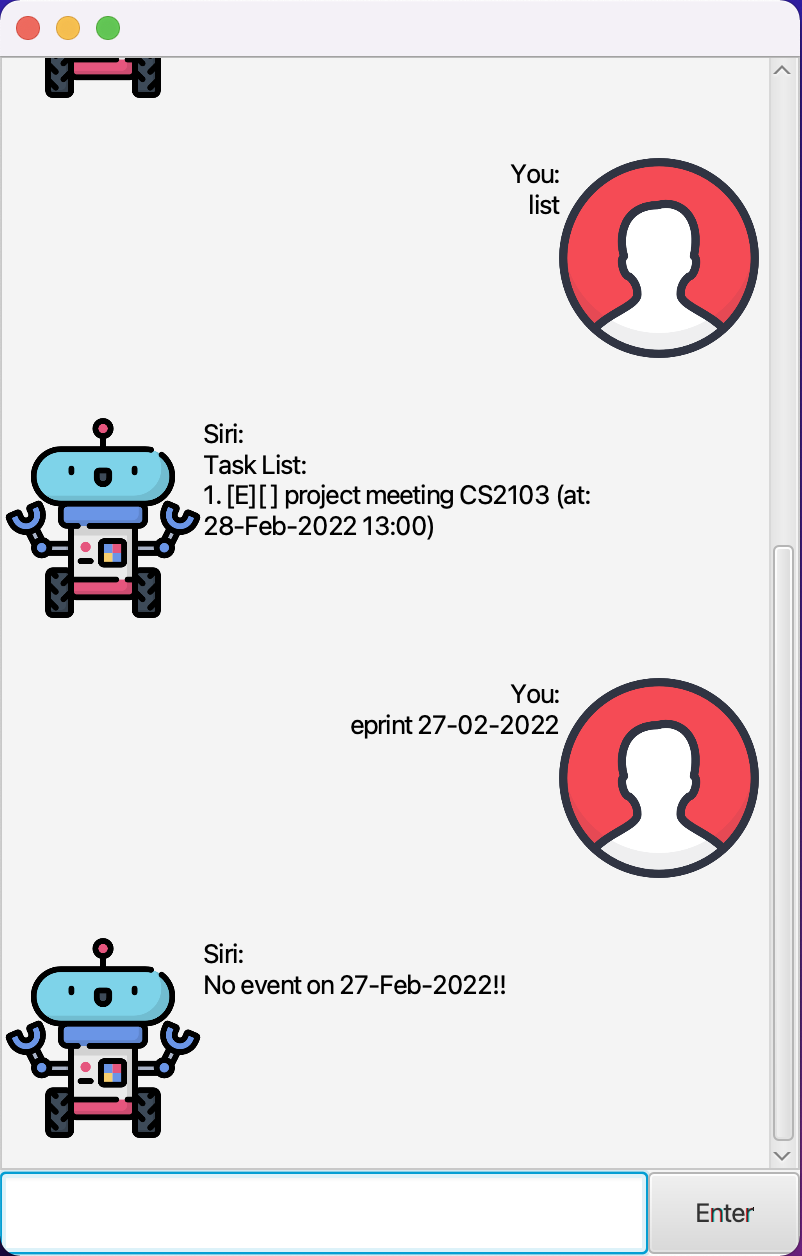 You:
list
Siri:
Task List:
1. [E][ ] project meeting CS2103 (at:
28-Feb-2022 13:00)
You:
eprint 27-02-2022
Siri:
No event on 27-Feb-2022!!
Enter